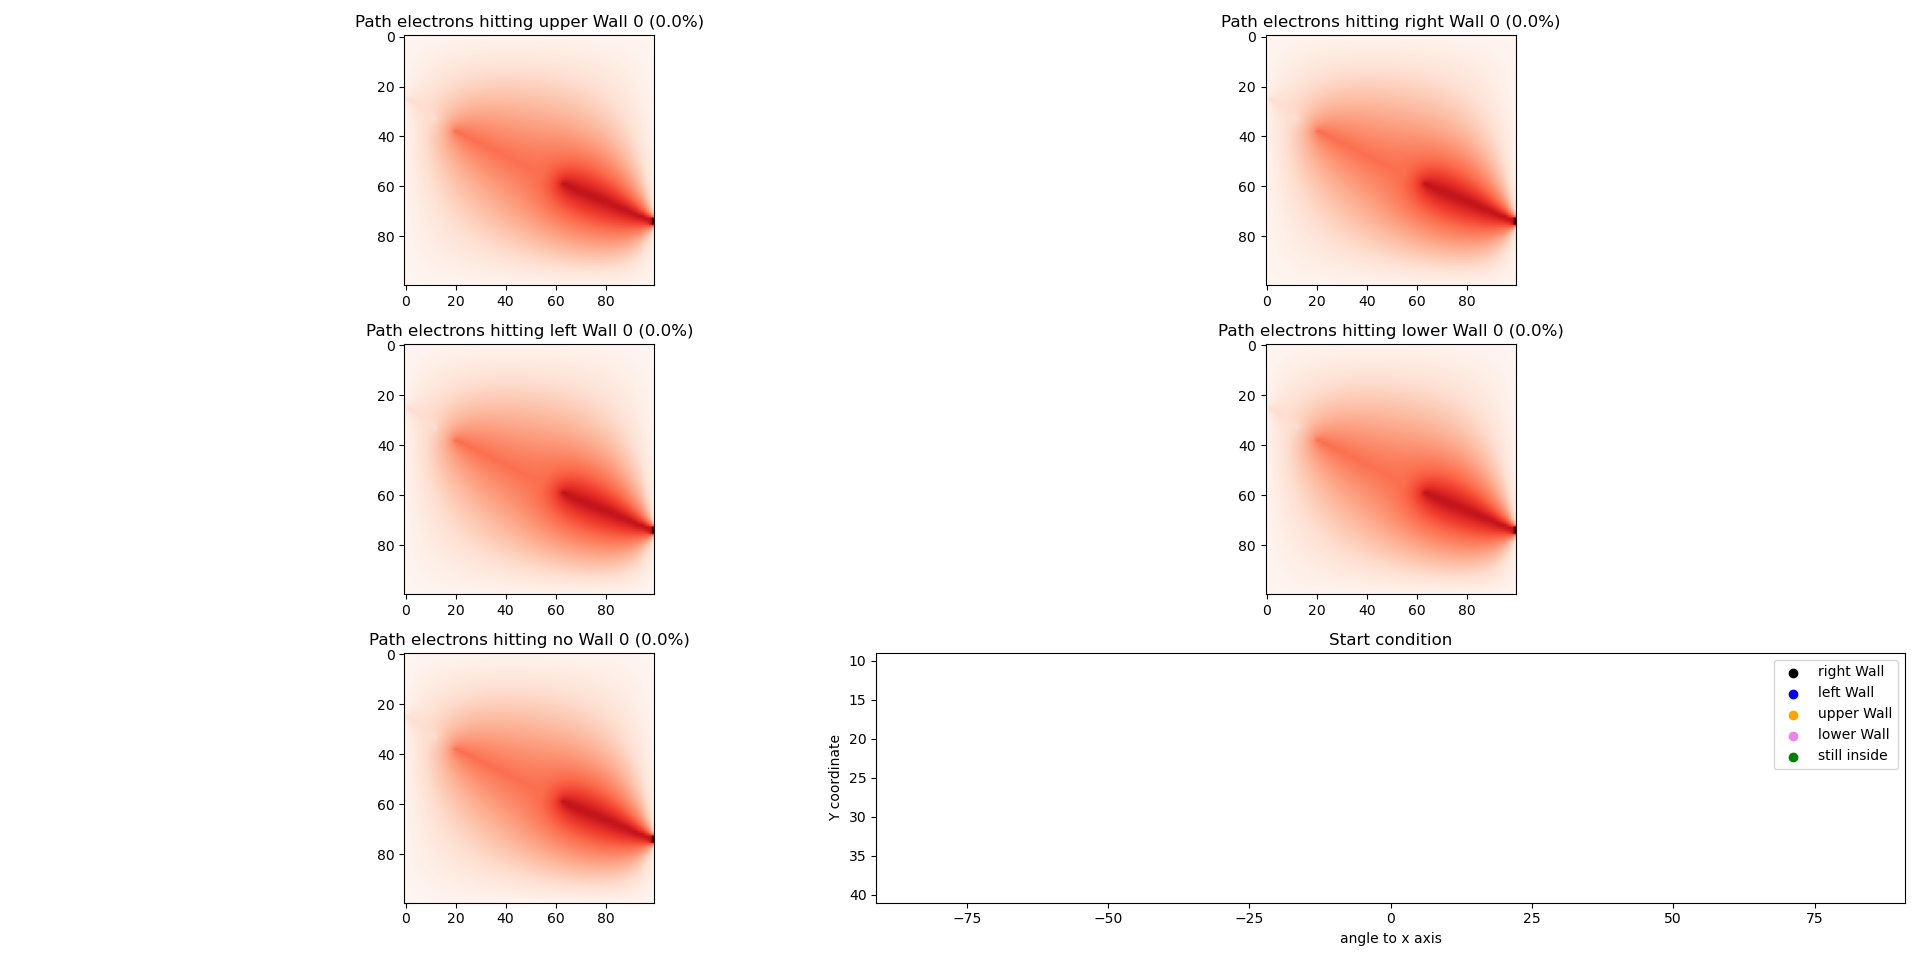 Path electrons hitting upper Wall 0 (0.0%)
0
20
40
60
80
0 20 40 60 80
Path electrons hitting right Wall 0 (0.0%)
0
20
40
60
80
0 20 40 60 80
Path electrons hitting left Wall 0 (0.0%)
0
20
40
60
80
0 20 40 60 80
Path electrons hitting lower Wall 0 (0.0%)
0
20
40
60
80
0 20 40 60 80
Path electrons hitting no Wall 0 (0.0%)
0
20
40
60
80
0 20 40 60 80
Start condition
Y coordinate
10
15
20
25
30
35
40
right Wall
left Wall
upper Wall
lower Wall
still inside
−75 −50 −25 0 25 50 75
angle to x axis